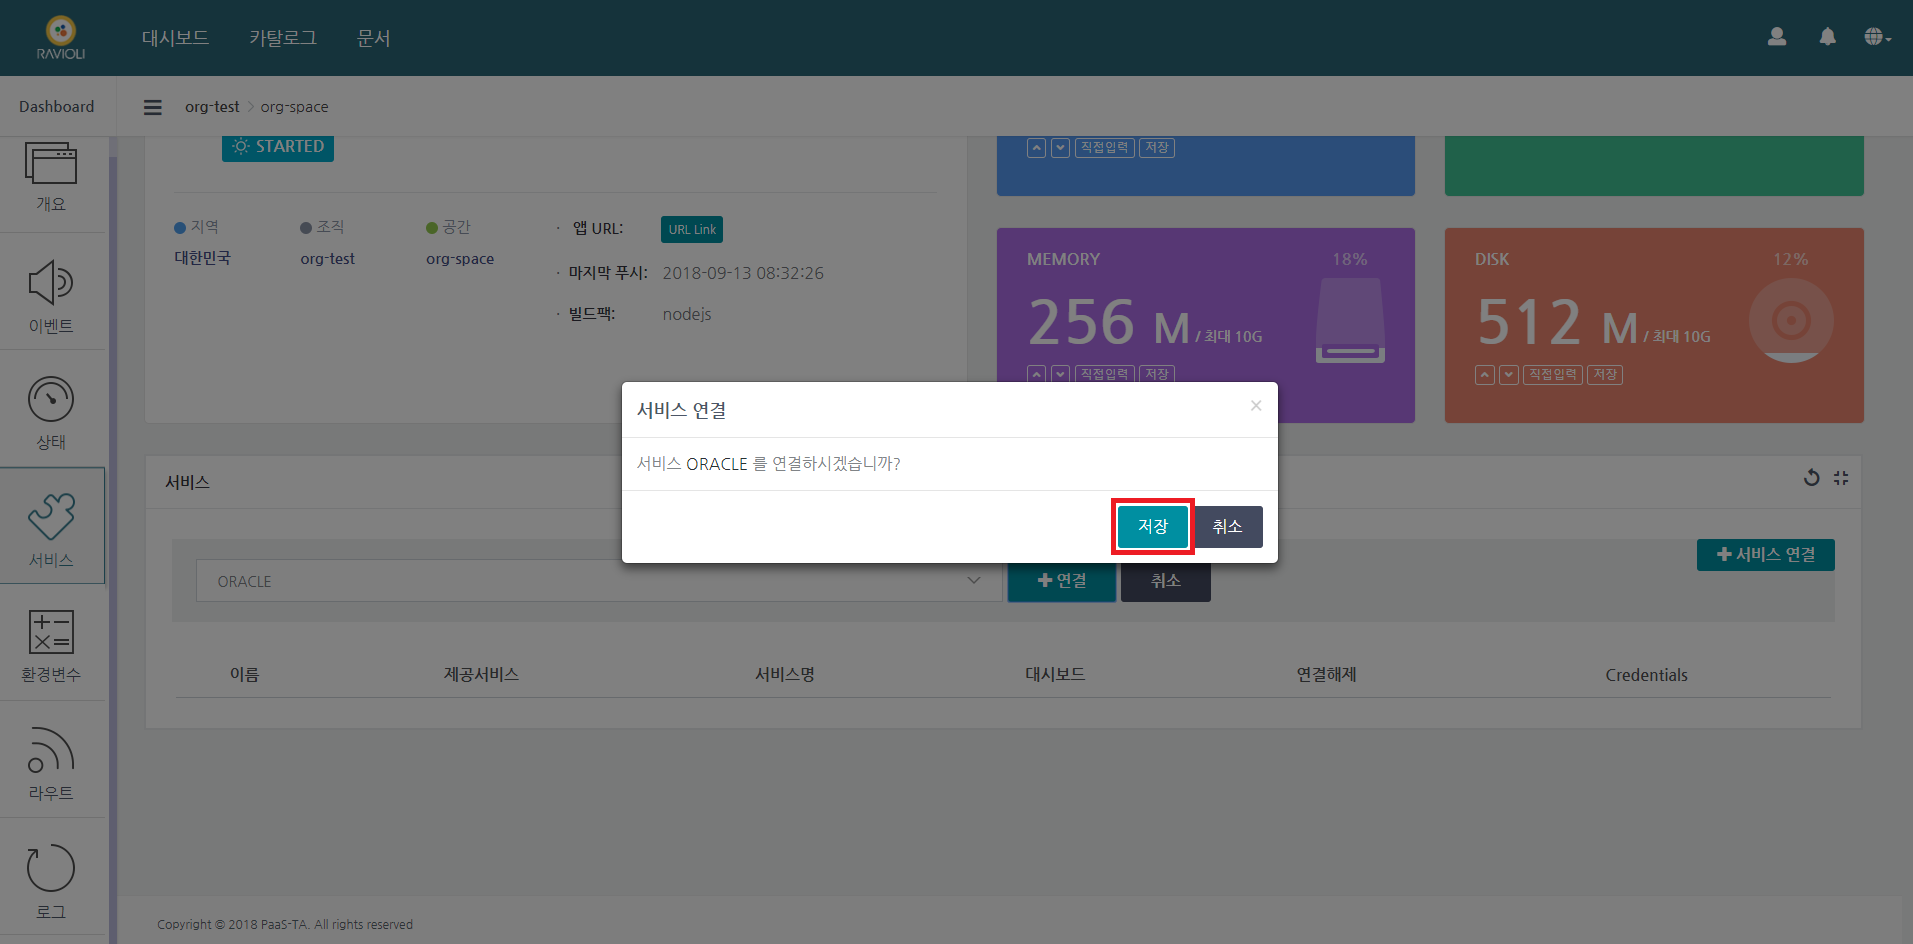 RAVIOLI
대시보드 카탈로그 문서
Dashboard
org-test > org-space
개요
이벤트
상태
서비스
환경변수
라우트
로그
STARTED
지역 조직 공간
대한민국 org-test org-space
· 앱 URL: URL Link
· 마지막 푸시: 2018-09-13 08:32:26
· 빌드팩: nodejs
직접입력 저장
MEMORY 18%
256 M / 최대 10G
직접입력 저장
DISK 12%
512 M / 최대 10G
직접입력 저장
서비스 연결 ×
서비스 ORACLE 를 연결하시겠습니까?
저장 취소
서비스
서비스 연결
ORACLE 연결 취소
이름 제공서비스 서비스명 대시보드 연결해제 Credentials
Copyright © 2018 PaaS-TA. All rights reserved